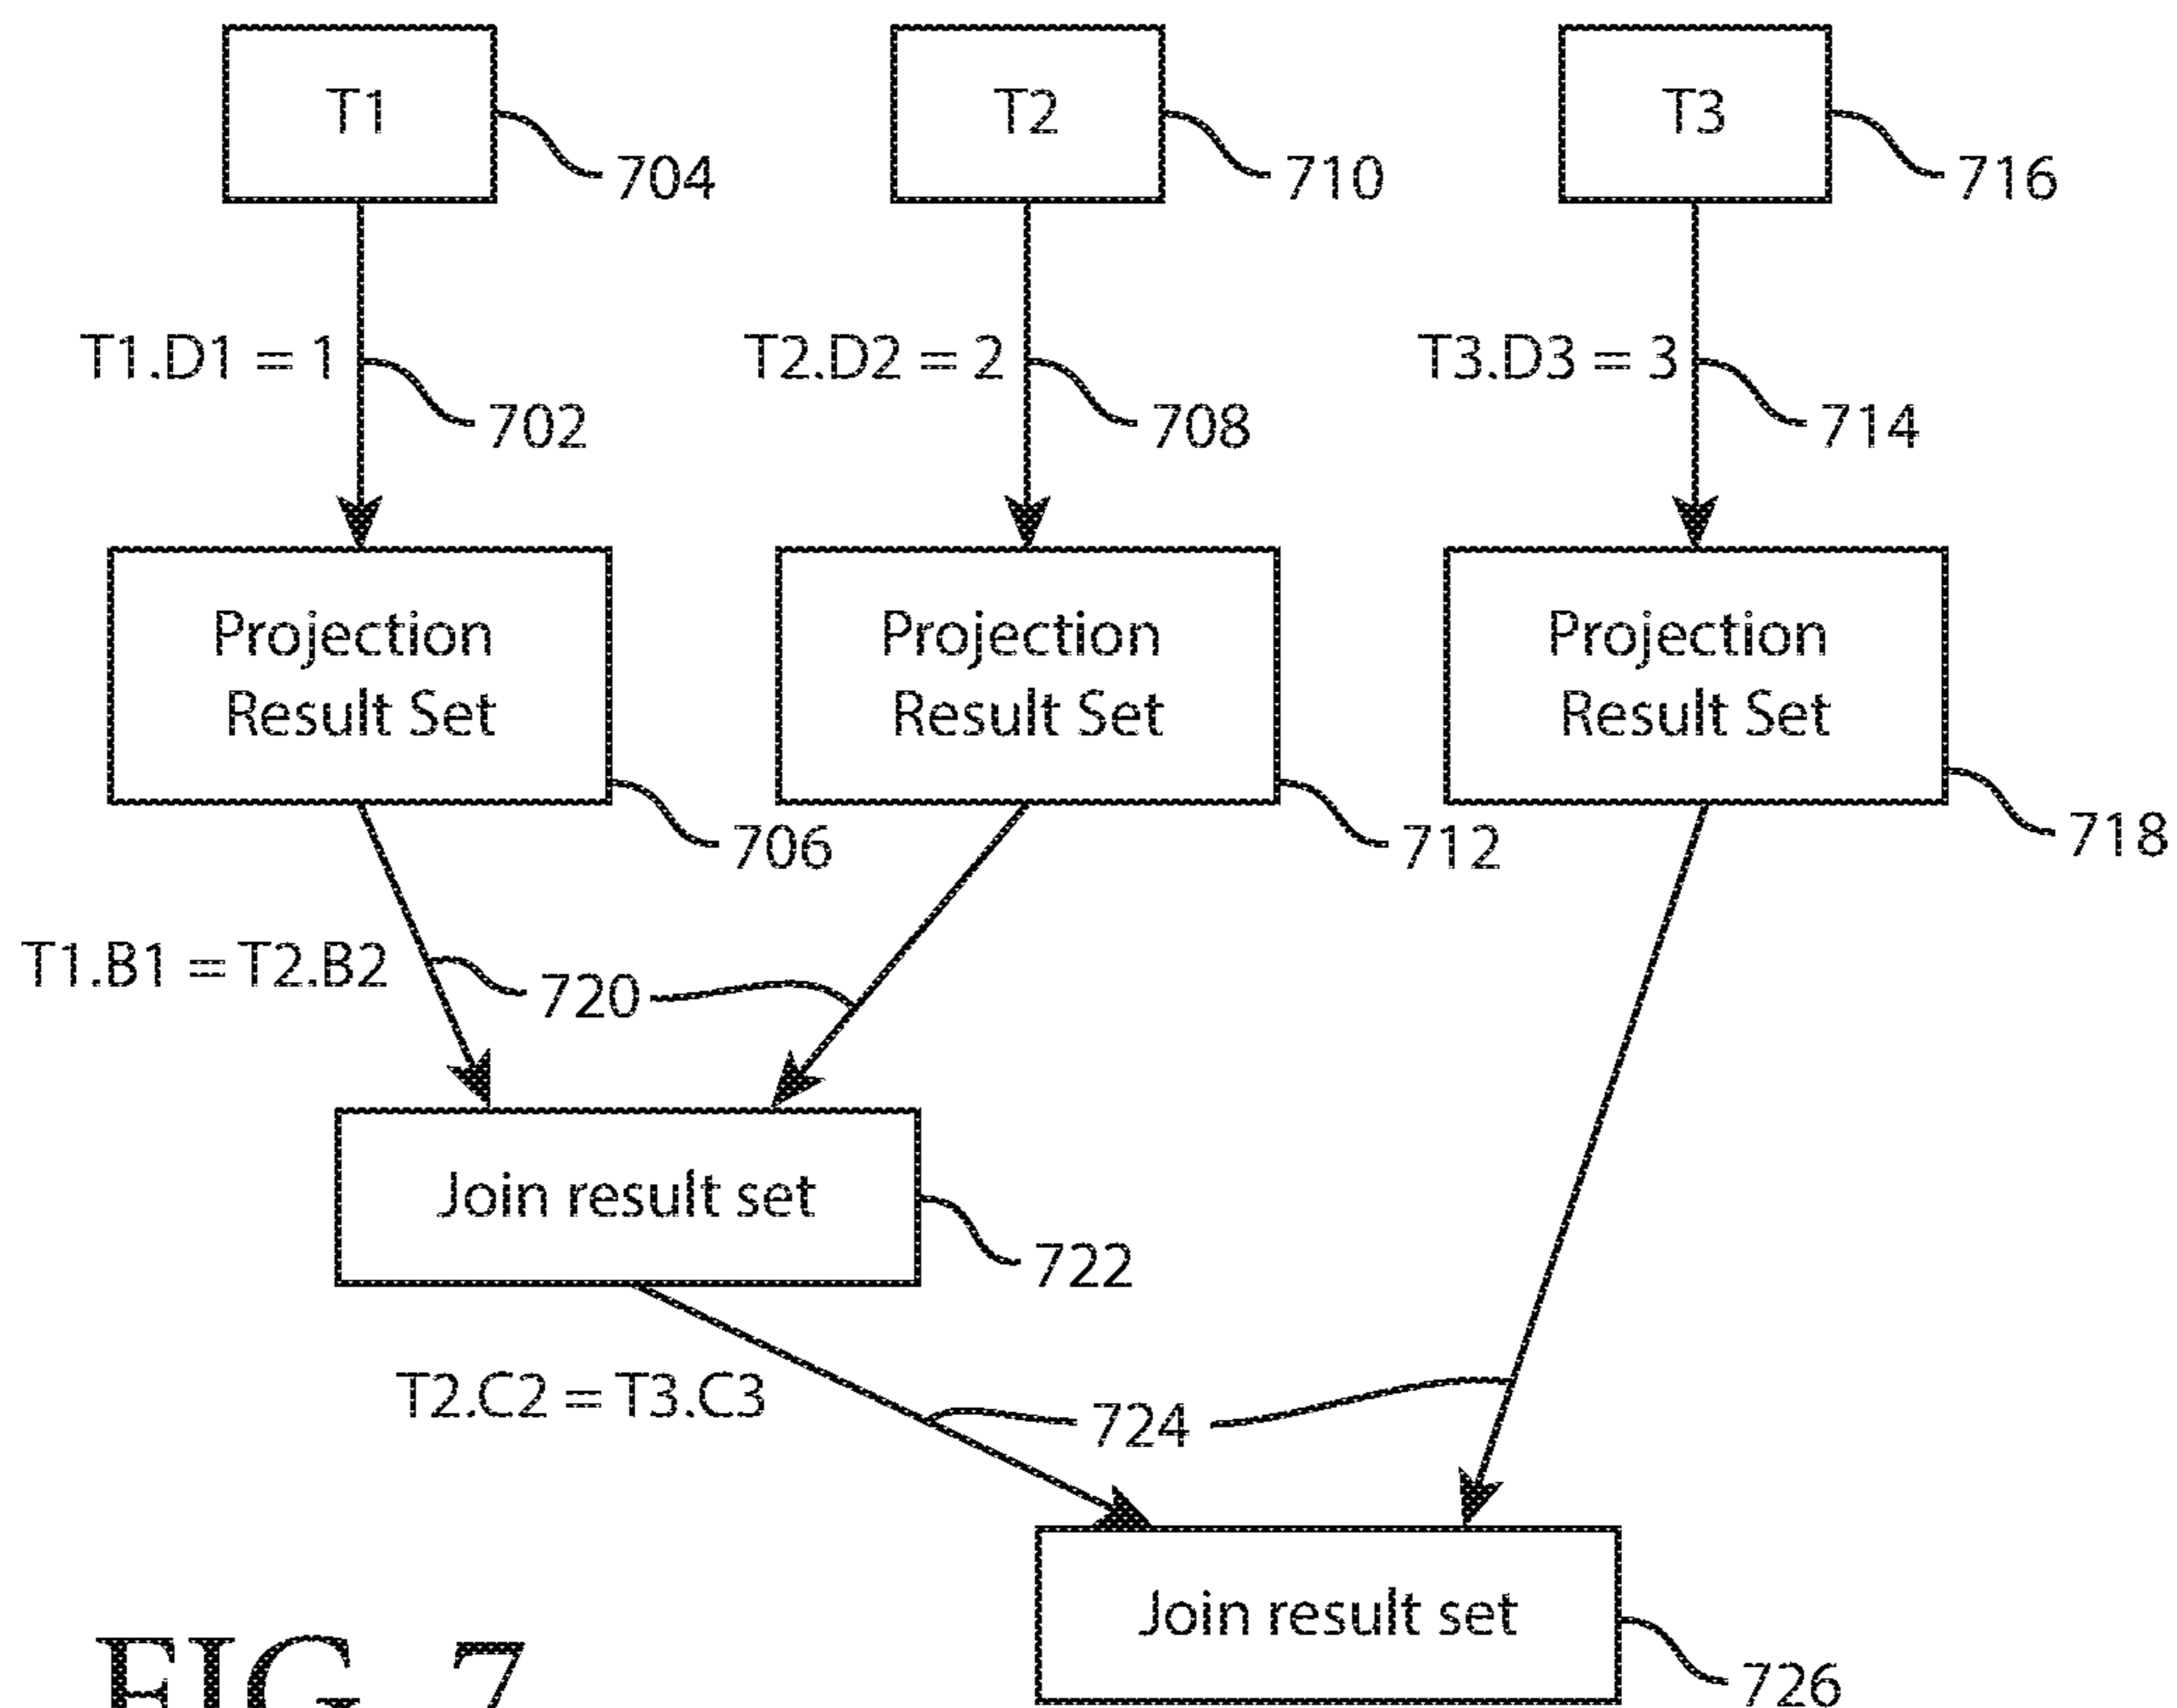 T1
T2
T3
704
710
716
T1.D1 = 1
T2.D2 = 2
T3.D3 = 3
702
708
714
Projection
Result Set
Projection
Result Set
Projection
Result Set
706
712
718
T1.B1 = T2.B2
720
Join result set
722
T2.C2 = T3.C3
724
Join result set
726
FIG. 7